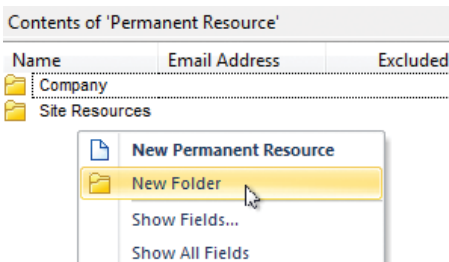 Contents of 'Permanent Resource'
Name Email Address Excluded
Company
Site Resources
New Permanent Resource
New Folder
Show Fields...
Show All Fields